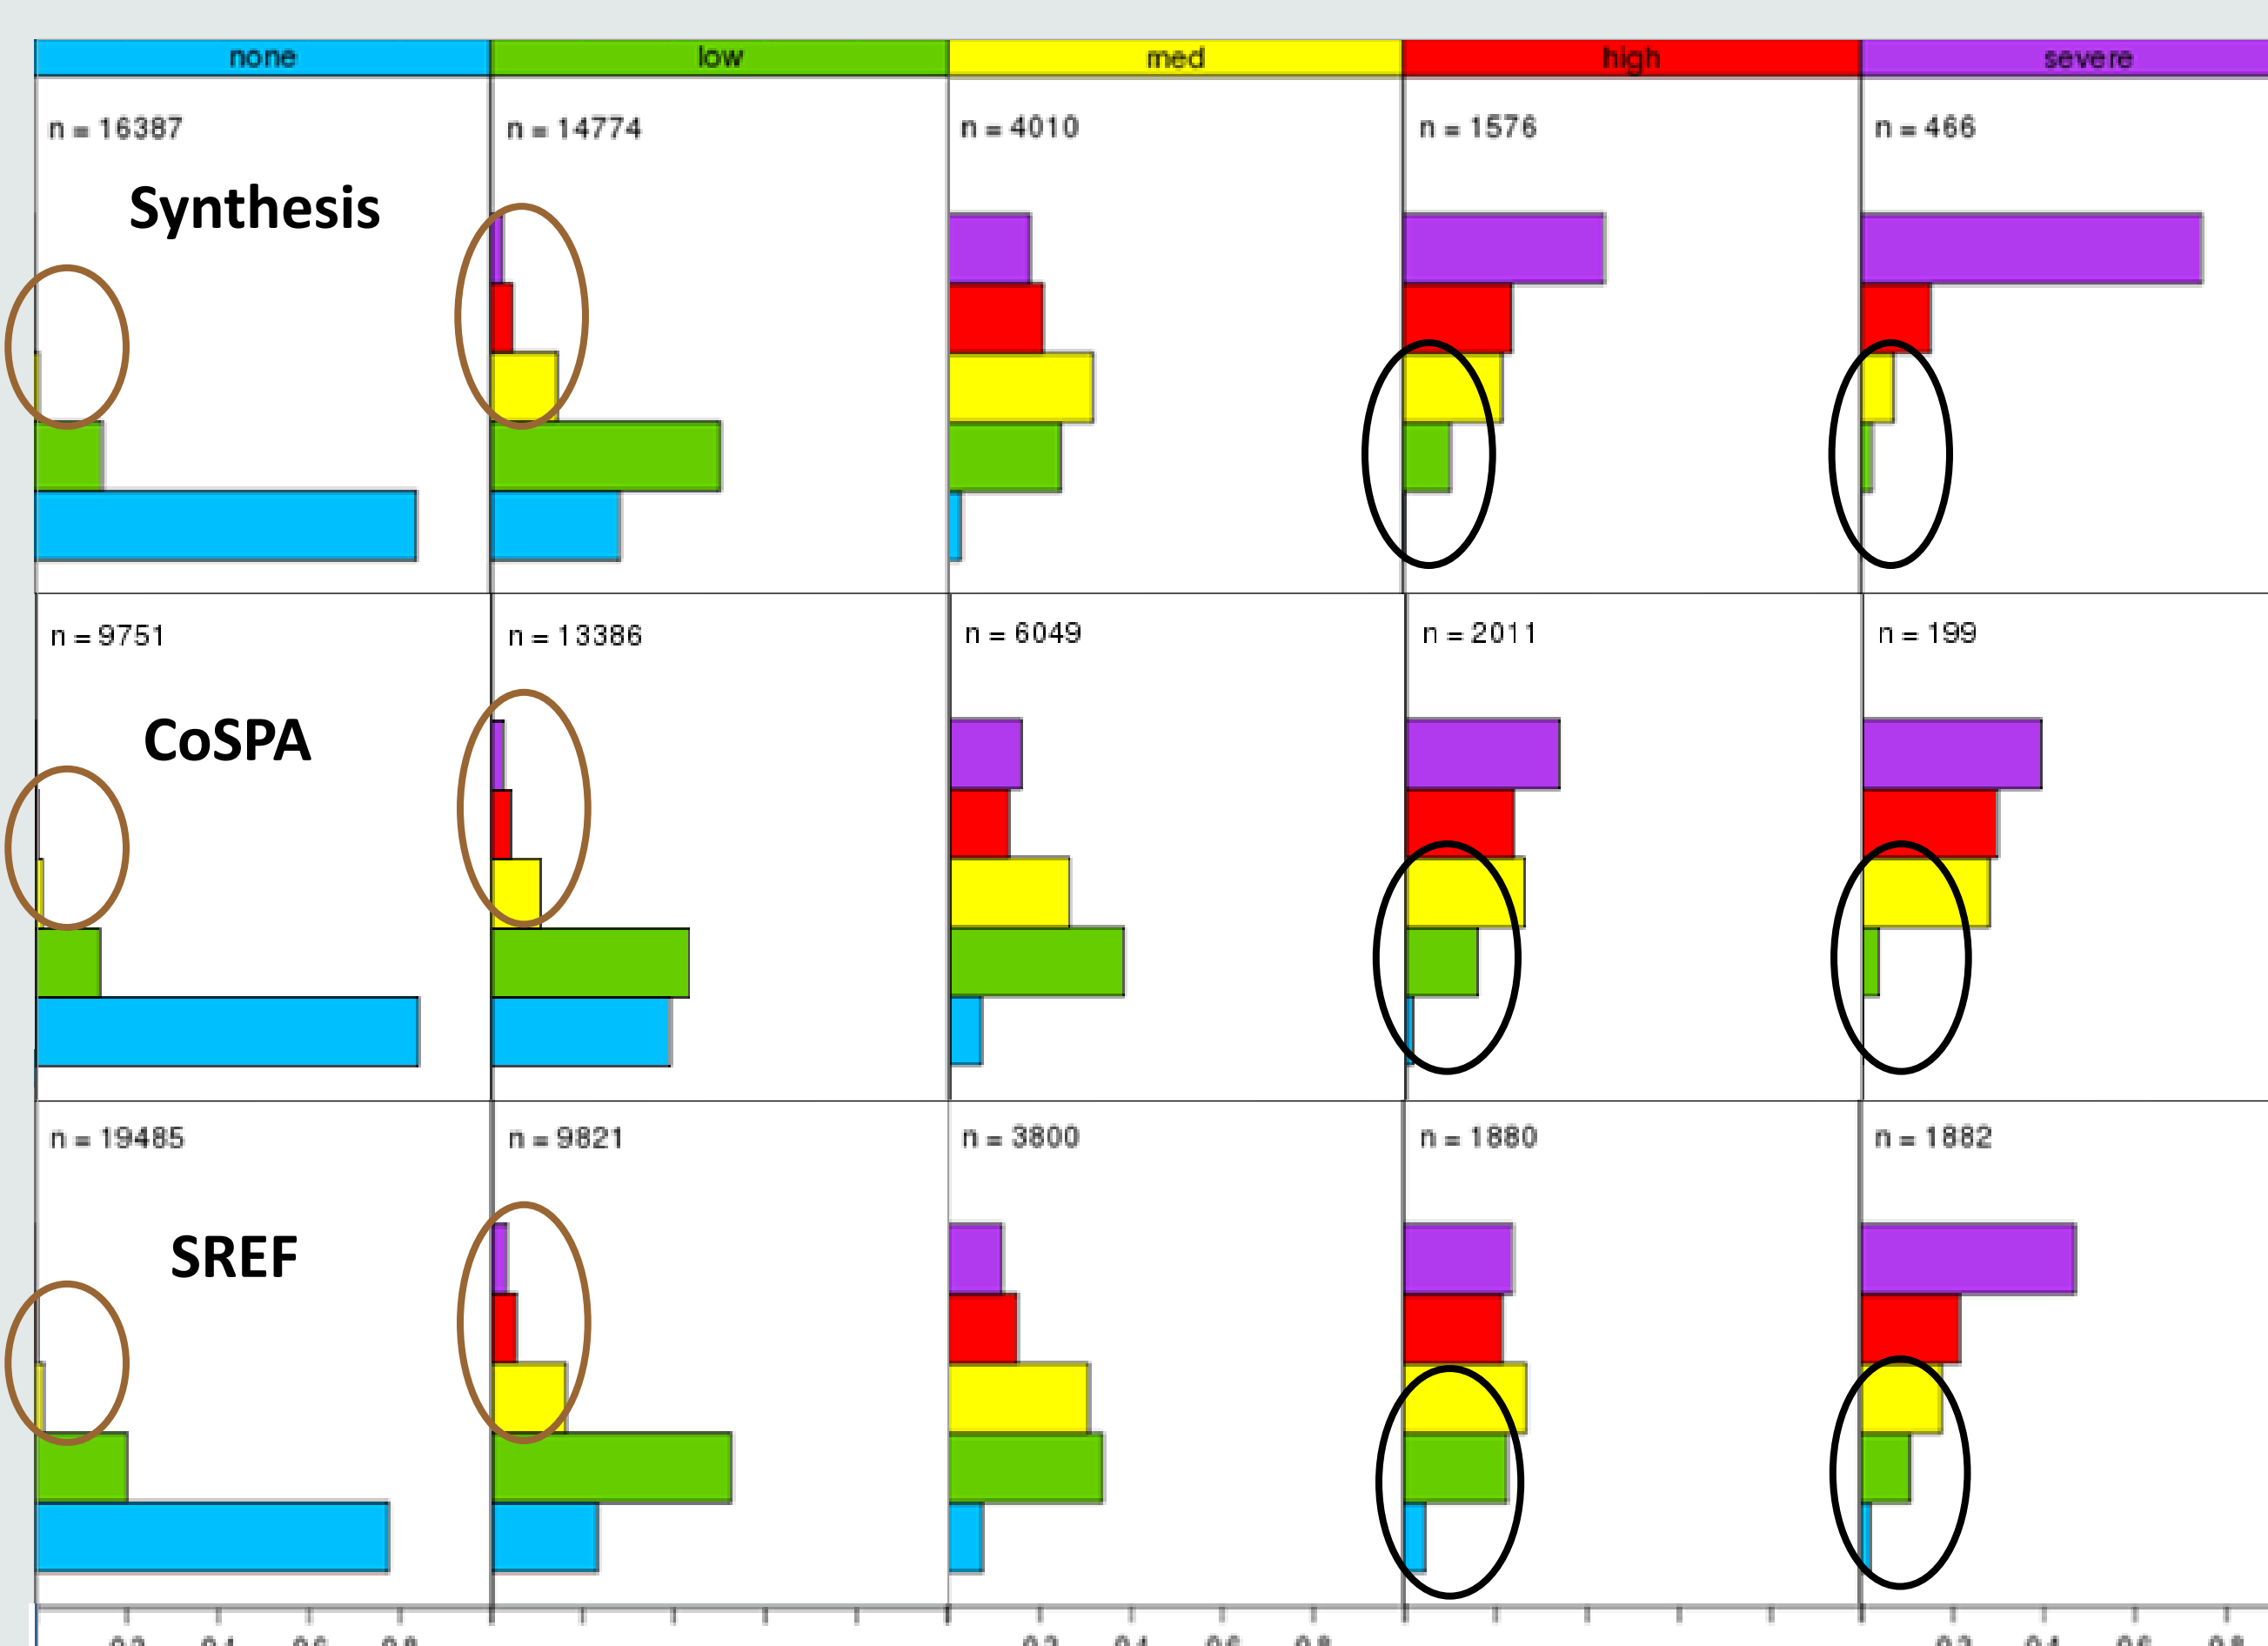 none low med high severe
n = 16387 n = 14774 n = 4010 n = 1576 n = 466
Synthesis
n = 9751 n = 13386 n = 6049 n = 2011 n = 199
CoSPA
n = 19485 n = 9821 n = 3800 n = 1880 n = 1882
SREF